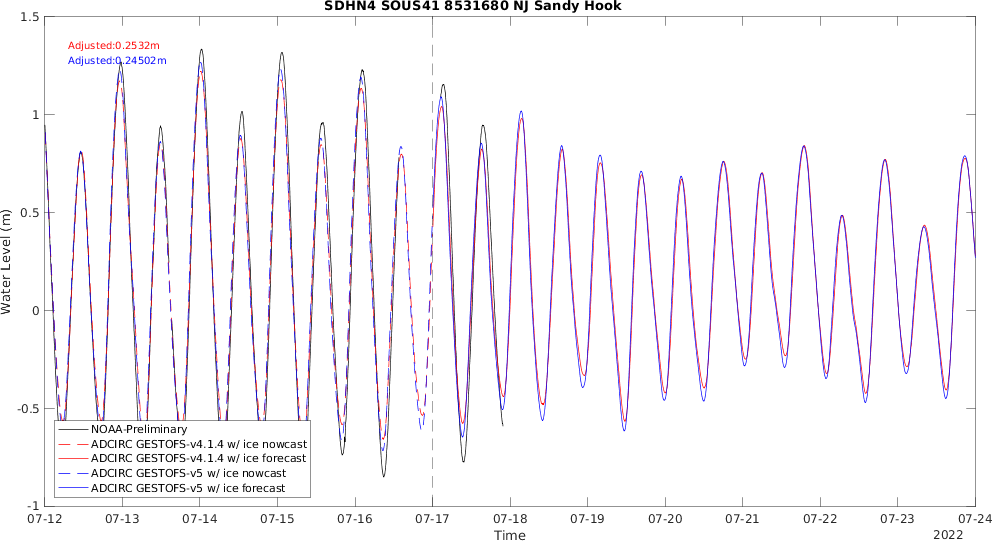 SDHN4 SOUS41 8531680 NJ Sandy Hook
Adjusted:0.2532m
Adjusted:0.24502m
Water Level (m)
1.5
1
0.5
0
-0.5
-1
NOAA-Preliminary
ADCIRC GESTOFS-v4.1.4 w/ ice nowcast
ADCIRC GESTOFS-v4.1.4 w/ ice forecast
ADCIRC GESTOFS-v5 w/ ice nowcast
ADCIRC GESTOFS-v5 w/ ice forecast
07-12 07-13 07-14 07-15 07-16 07-17 07-18 07-19 07-20 07-21 07-22 07-23 07-24
Time
2022